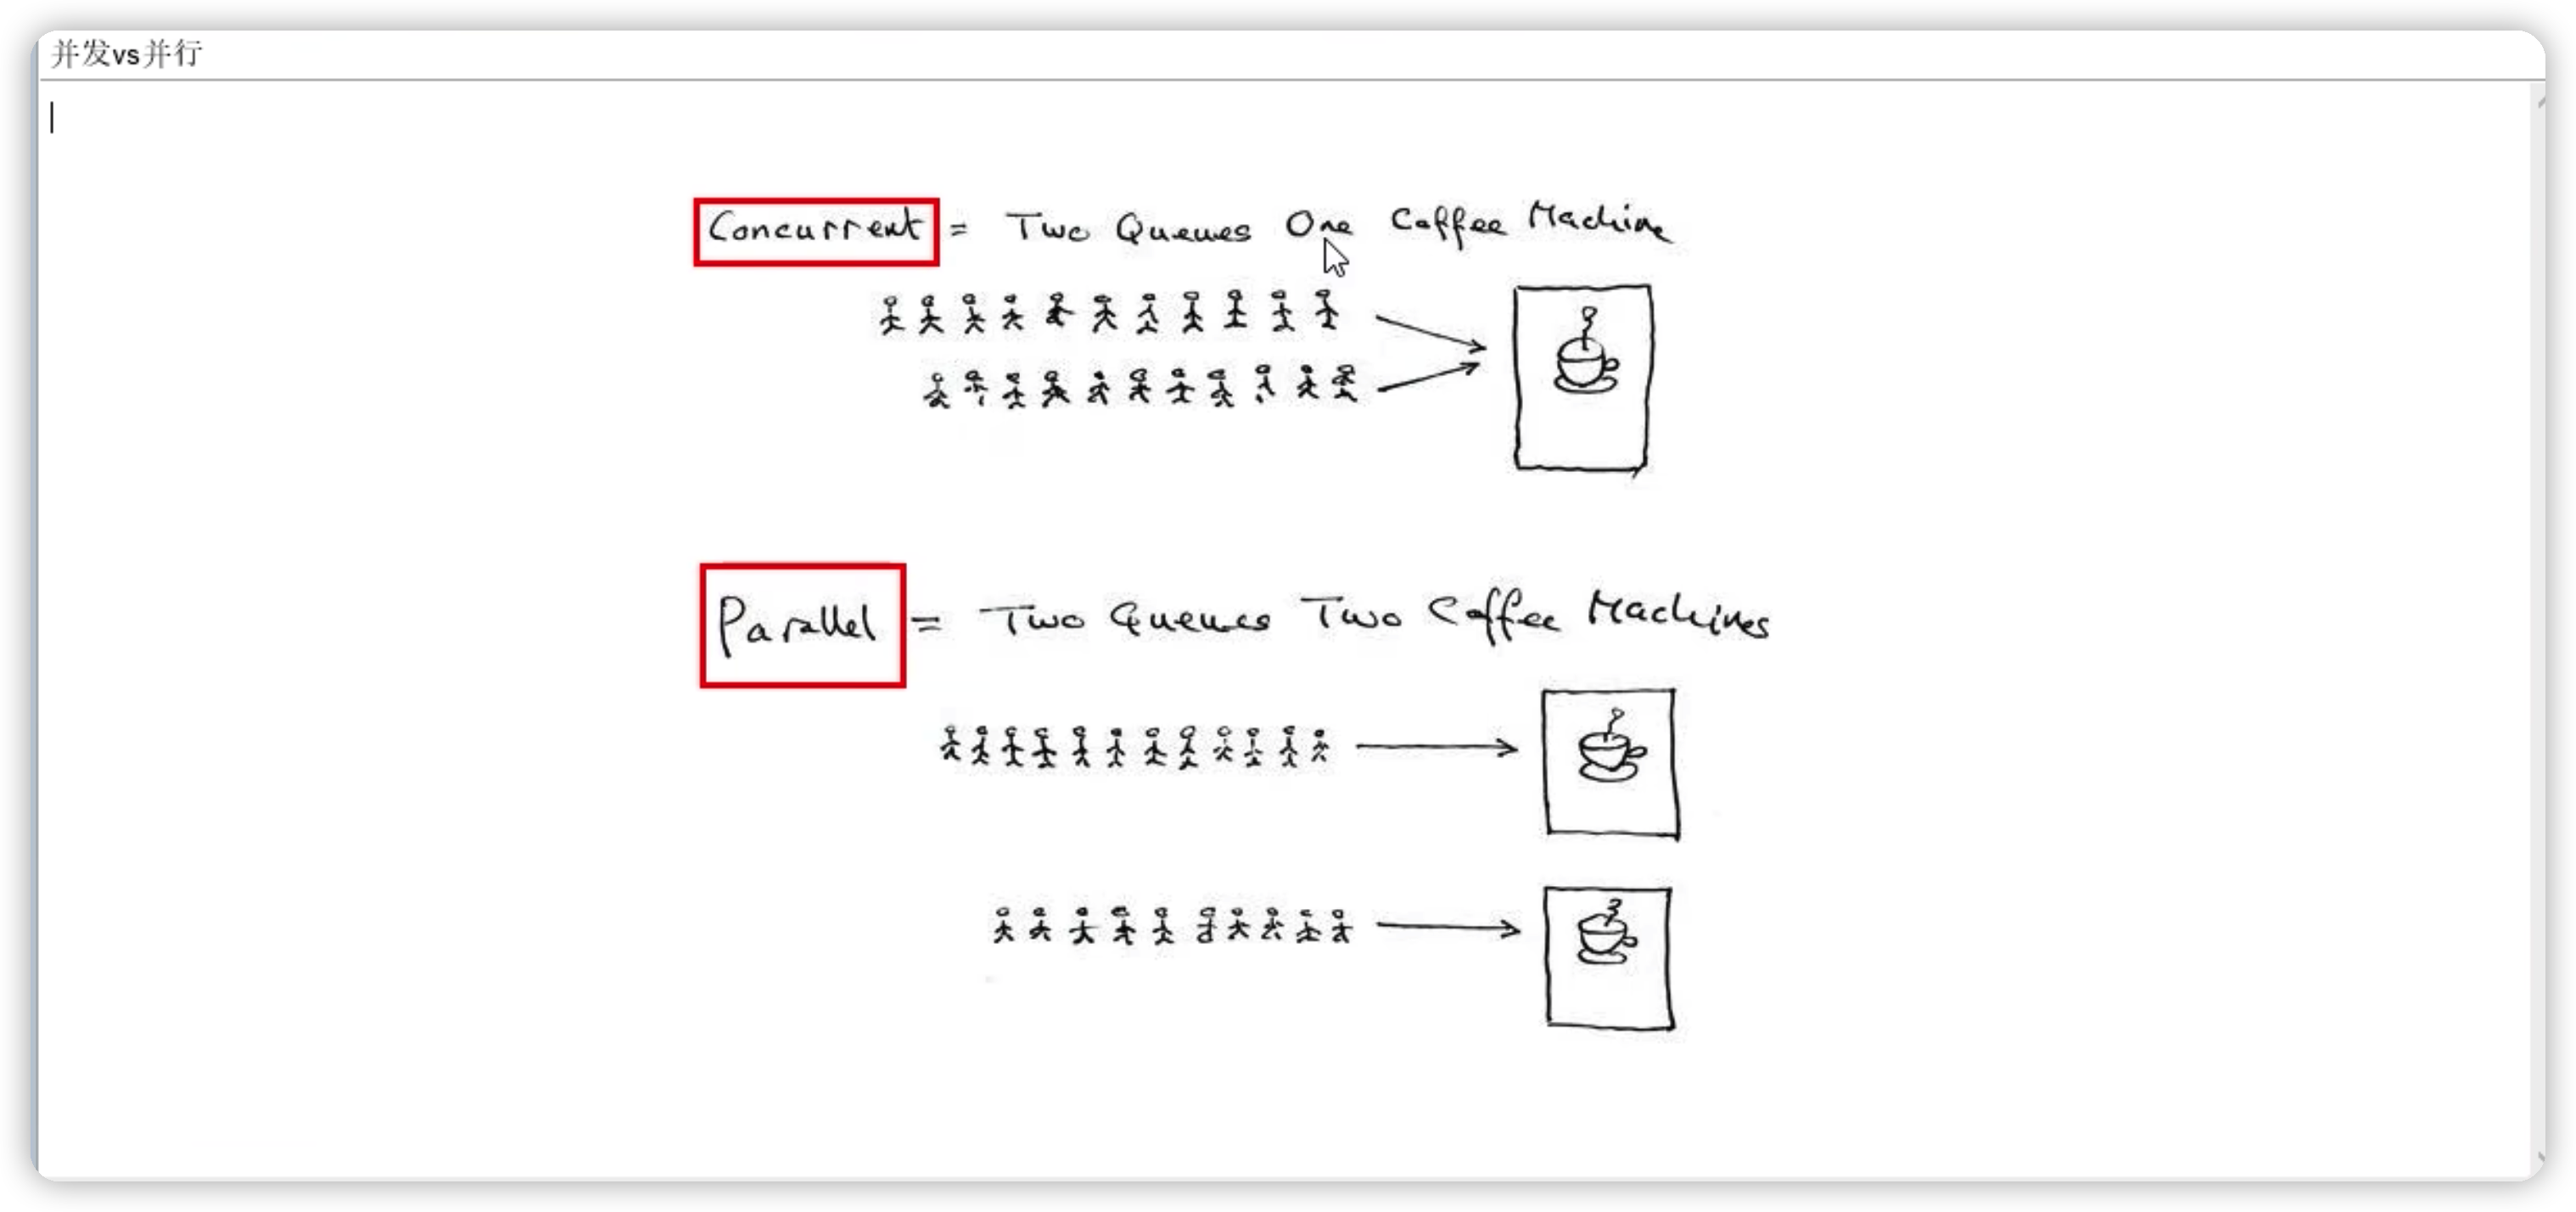 并发vs并行
Concurrent = Two Queues One Coffee Machine
Parallel = Two Queues Two Coffee Machines